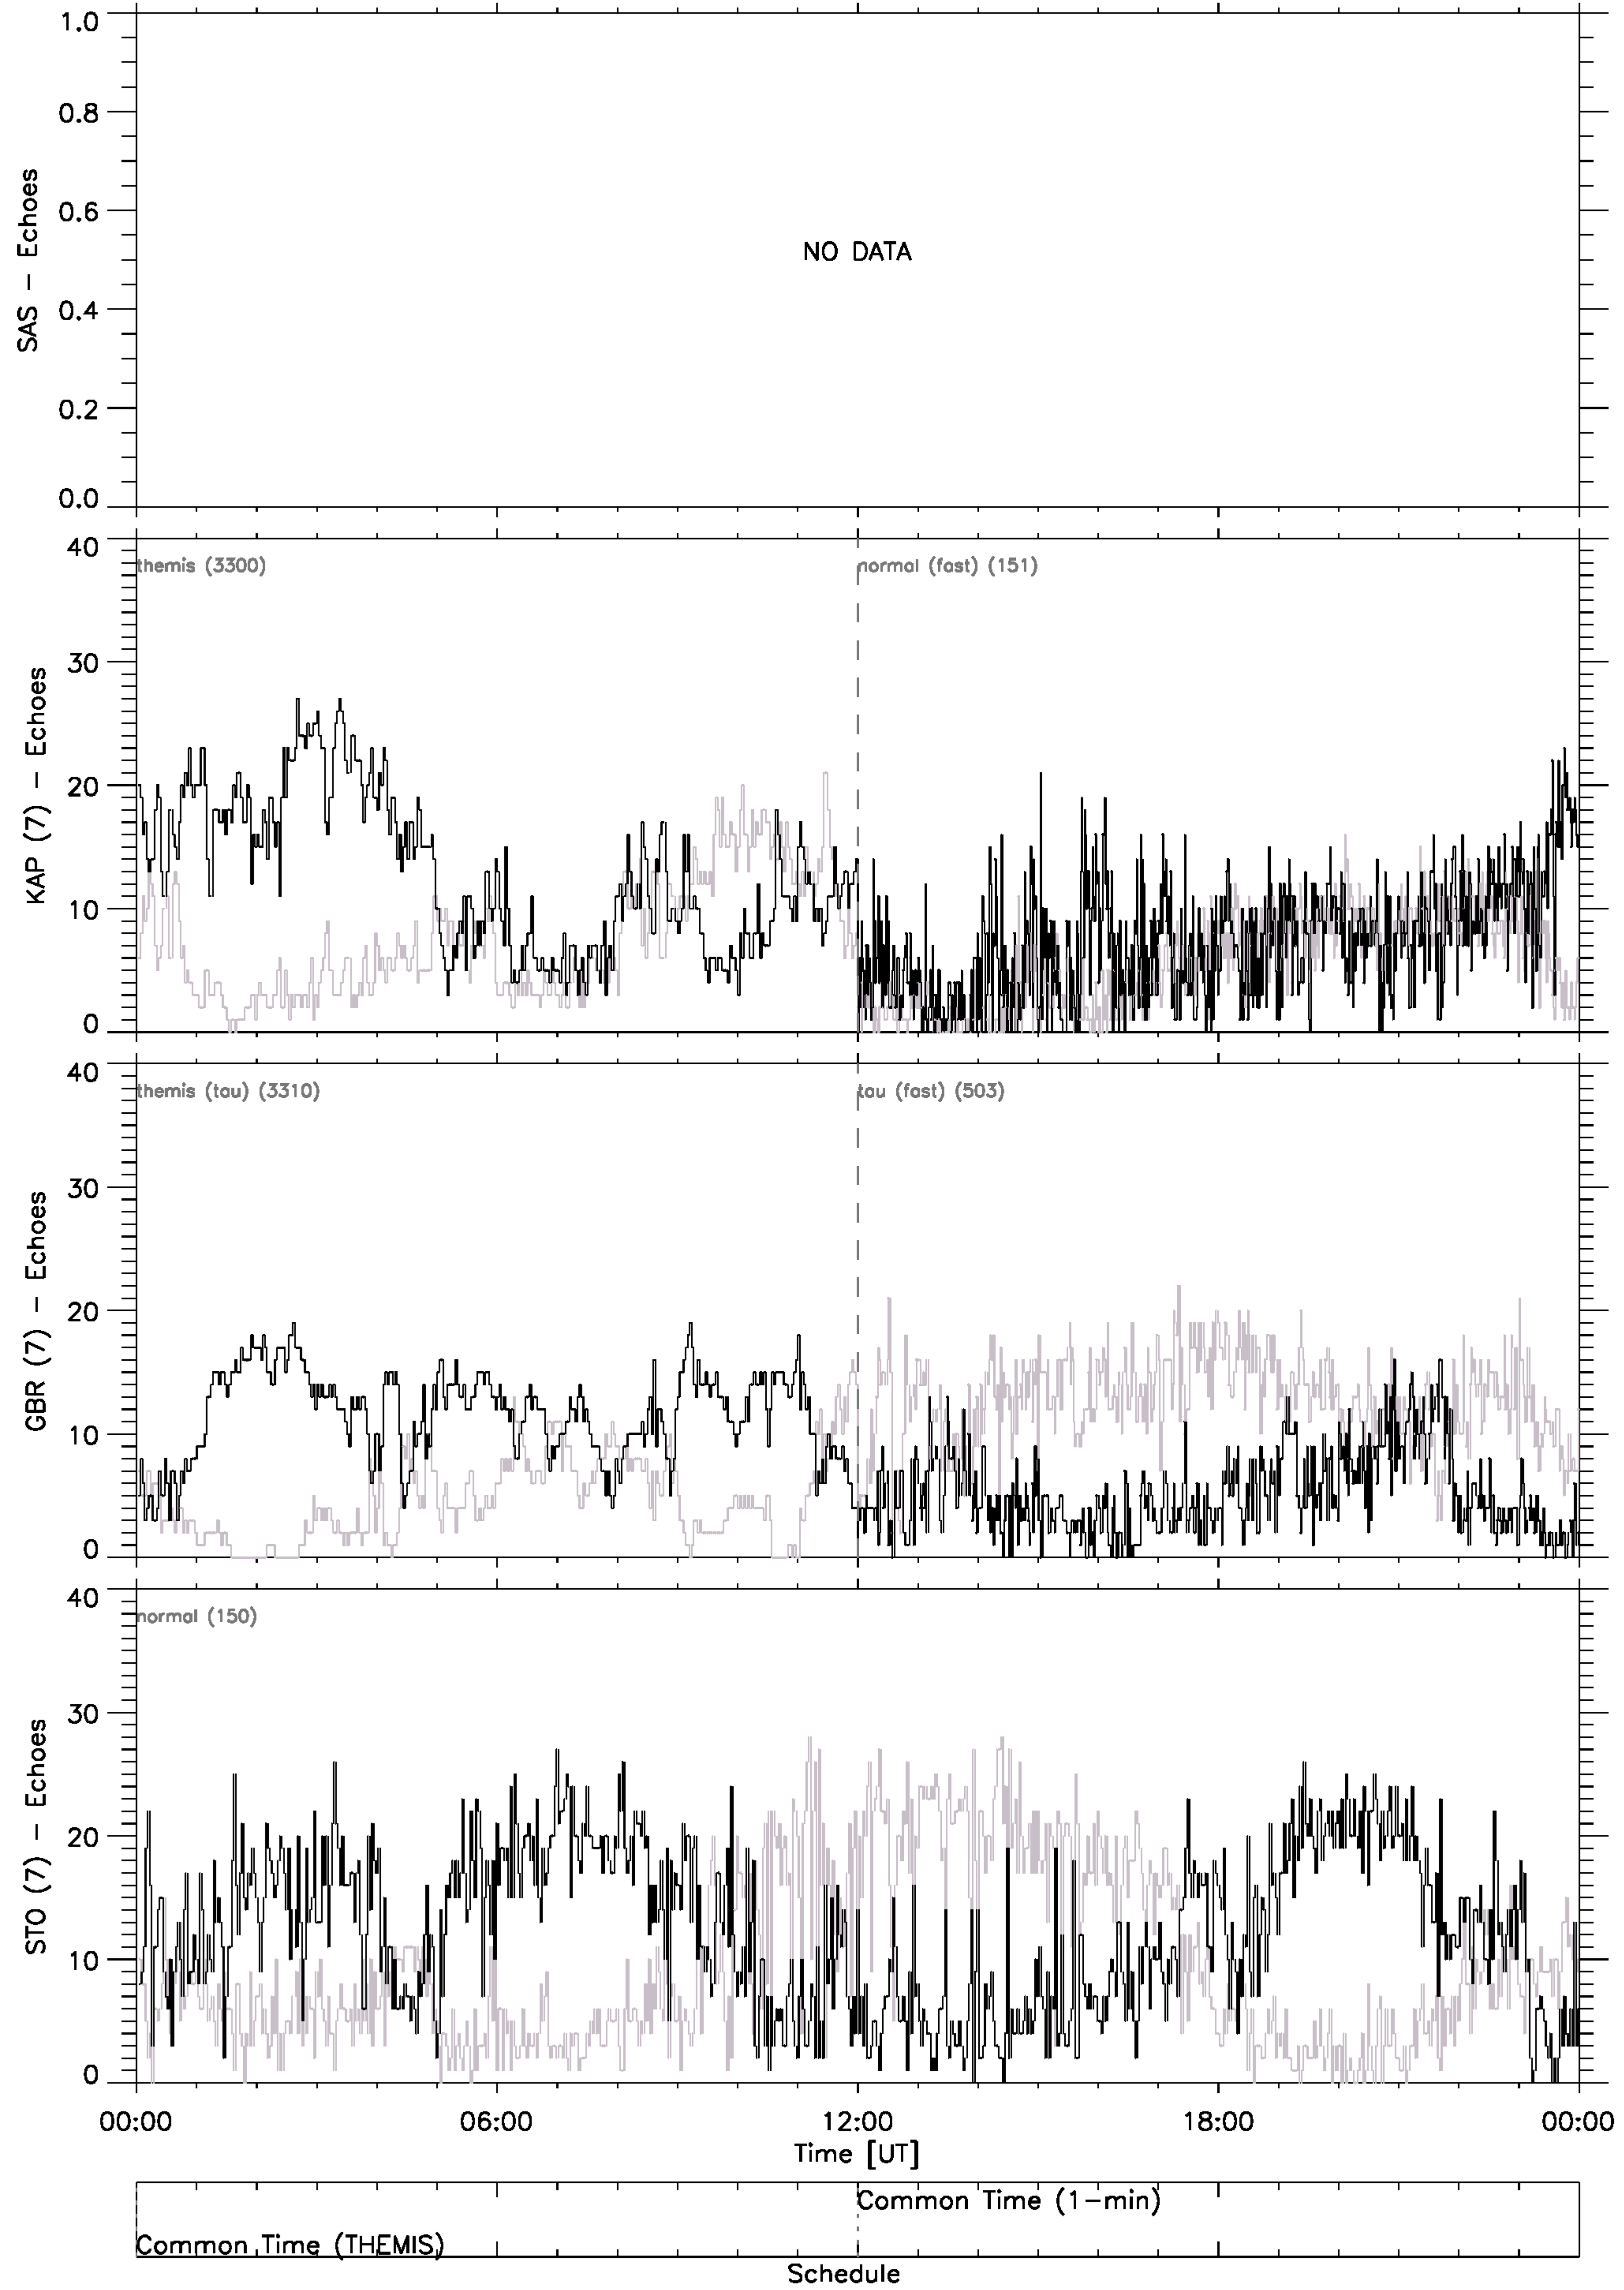 1.0
0.8
0.6
0.4
0.2
0.0
SAS – Echoes
NO DATA
40
30
20
10
0
KAP (7) – Echoes
themis (3300)
normal (fast) (151)
40
30
20
10
0
GBR (7) – Echoes
themis (tau) (3310)
tau (fast) (503)
40
30
20
10
0
STO (7) – Echoes
normal (150)
00:00 06:00 12:00 18:00 00:00
Time [UT]
Common Time (1–min)
Common Time (THEMIS)
Schedule